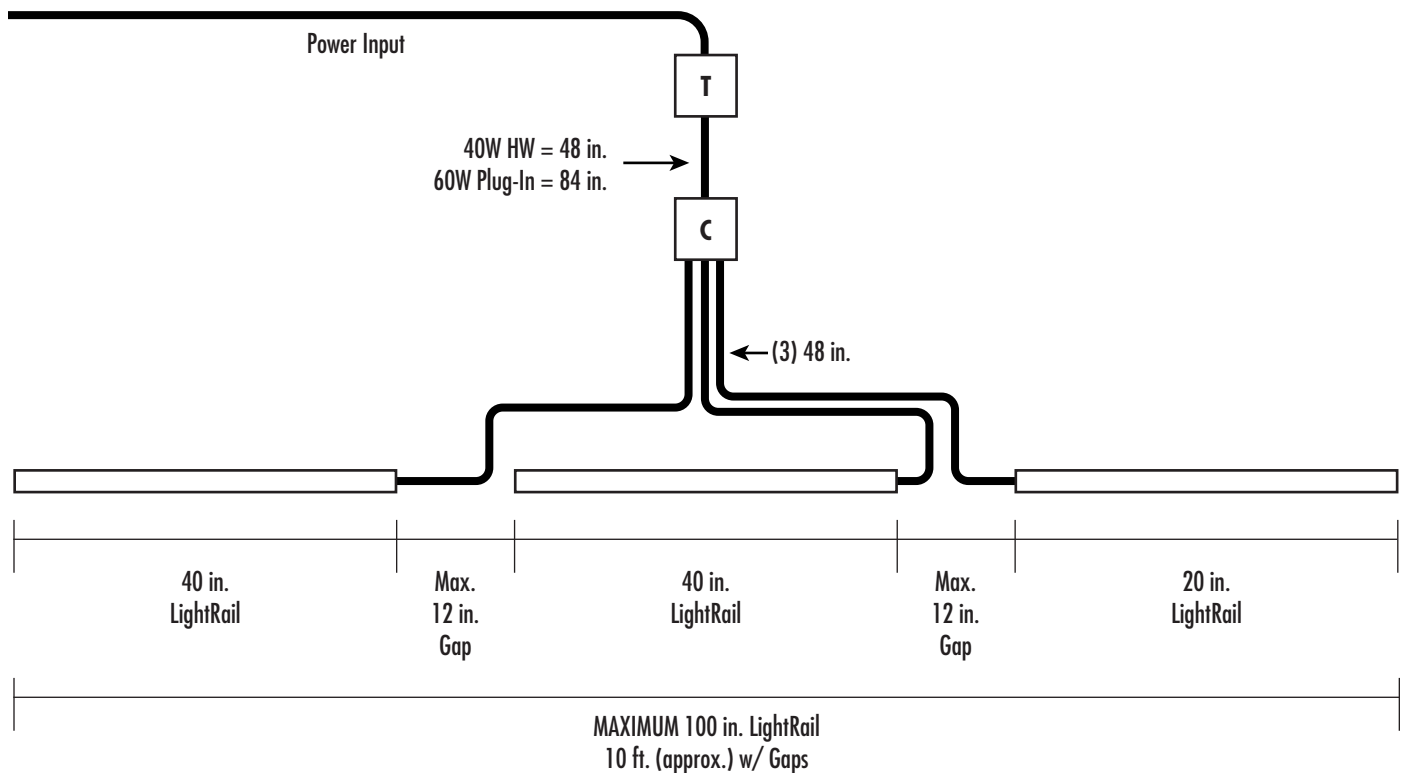 Power Input
T
40W HW = 48 in.
60W Plug-In = 84 in.
C
(3) 48 in.
40 in.
LightRail
Max.
12 in.
Gap
40 in.
LightRail
Max.
12 in.
Gap
20 in.
LightRail
MAXIMUM 100 in. LightRail
10 ft. (approx.) w/ Gaps